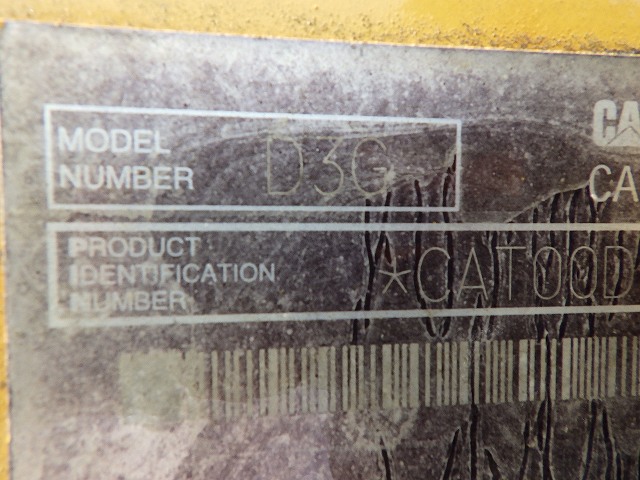 MODEL
NUMBER D3G
CA
CA
PRODUCT
IDENTIFICATION
NUMBER *CAT00D